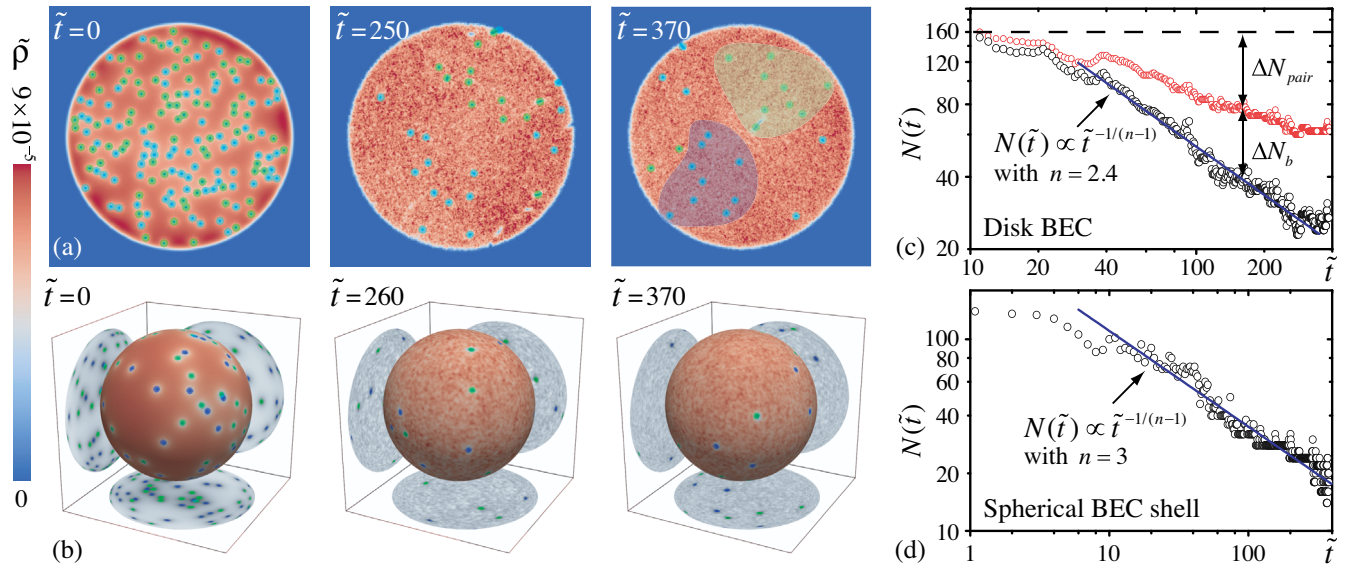 t̃=0
t̃=250
t̃=370
ρ̃
9×10⁻⁵
0
(a)
t̃=0
t̃=260
t̃=370
(b)
160
120
80
40
20
N(t̃)
ΔN_pair
ΔN_b
N(t̃) ∝ t̃^{-1/(n-1)}
with n=2.4
Disk BEC
(c)
10 20 40 100 200 t̃
100
80
40
20
10
N(t̃)
N(t̃) ∝ t̃^{-1/(n-1)}
with n=3
Spherical BEC shell
(d)
1 10 100 t̃